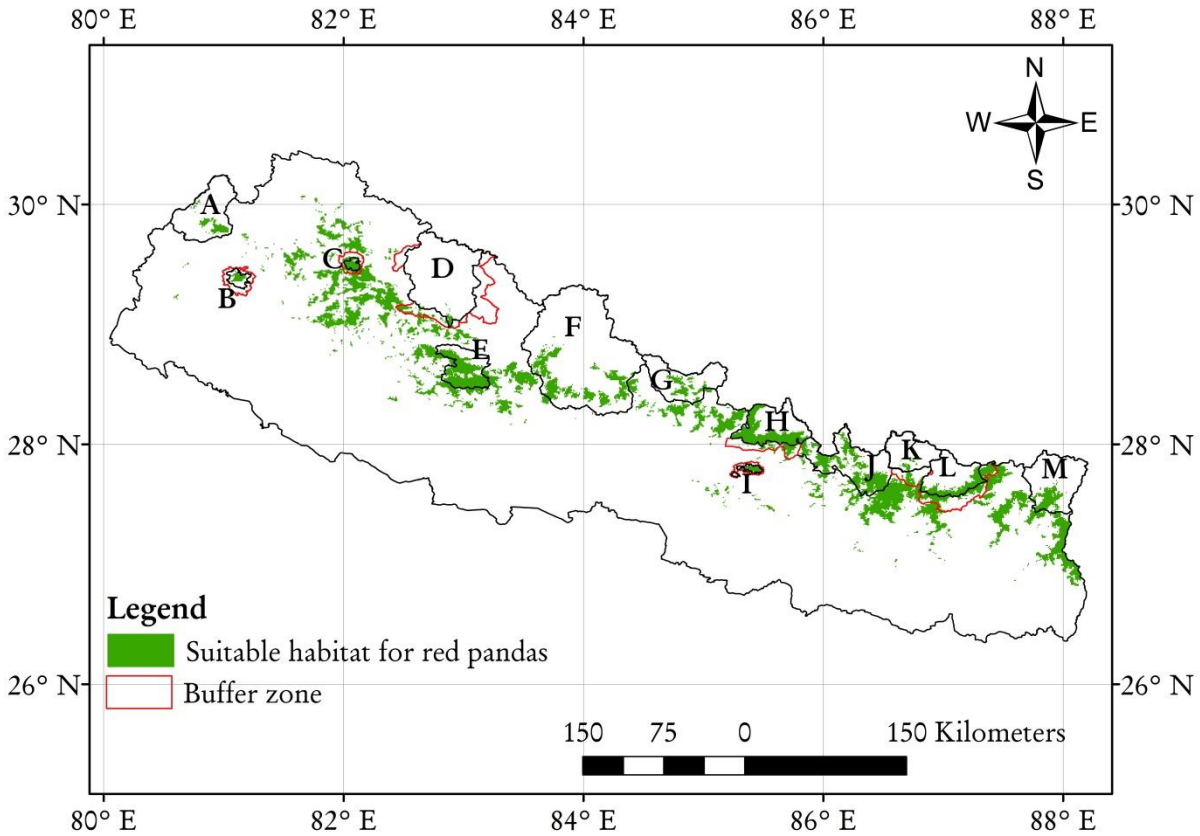 80° E 82° E 84° E 86° E 88° E
N
W E
S
30° N 30° N
A
B
C
D
E
F
G
28° N 28° N
H
I
J
K
L
M
Legend
Suitable habitat for red pandas
Buffer zone
26° N 26° N
150 75 0 150 Kilometers
80° E 82° E 84° E 86° E 88° E